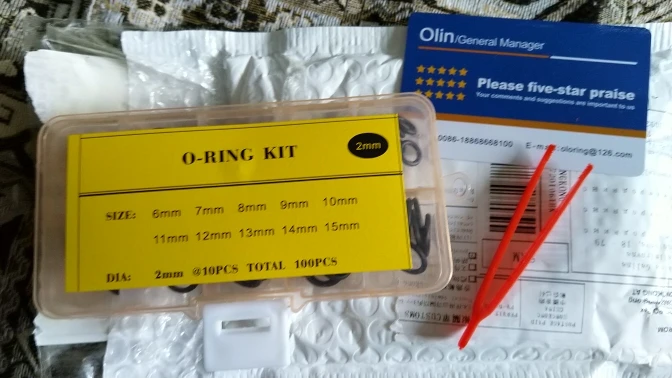 Olin/General Manager
Please five-star praise
Your comments and suggestions are important to us
0086-18868668100 E-ma oloring@126.com
O-RING KIT
2mm
SIZE: 6mm 7mm 8mm 9mm 10mm
11mm 12mm 13mm 14mm 15mm
DIA: 2mm @10PCS TOTAL 100PCS
CUSTOMS